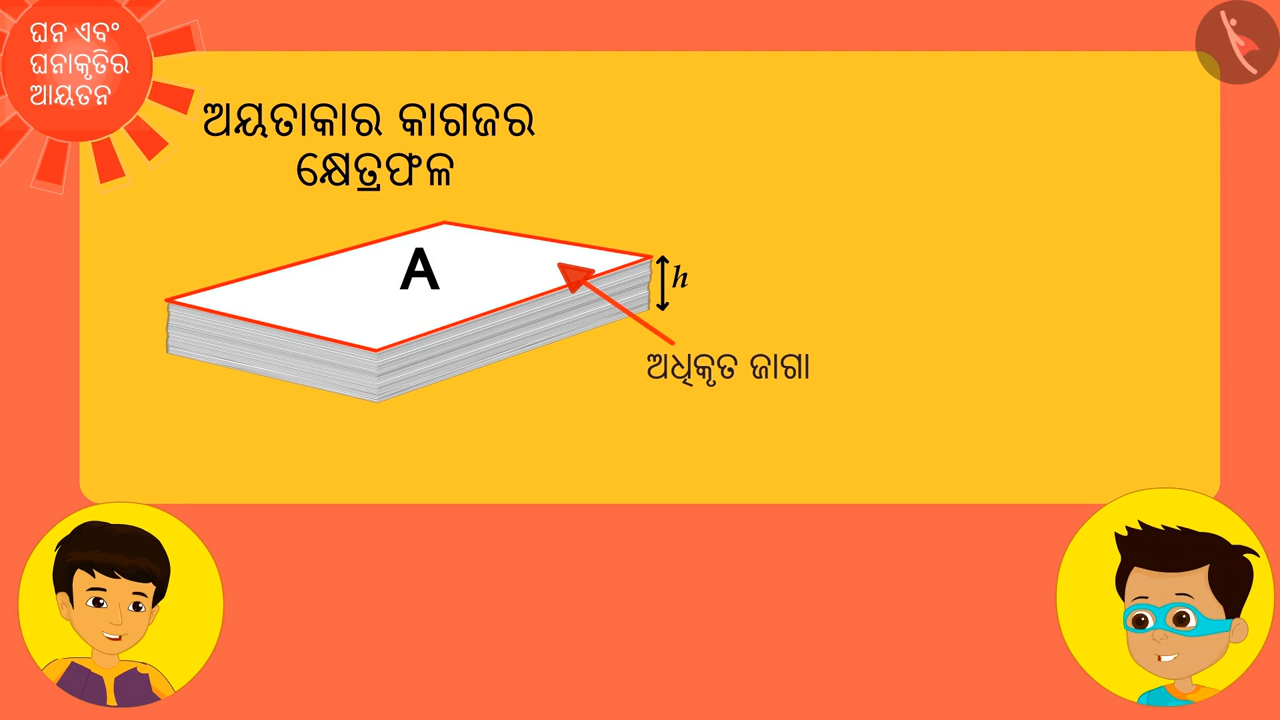 ଘନ ଏବଂ
ଘନାକୃତିର
ଆୟତନ
ଅୟତାକାର କାଗଜର
କ୍ଷେତ୍ରଫଳ
A
h
ଅଧିକୃତ ଜାଗା